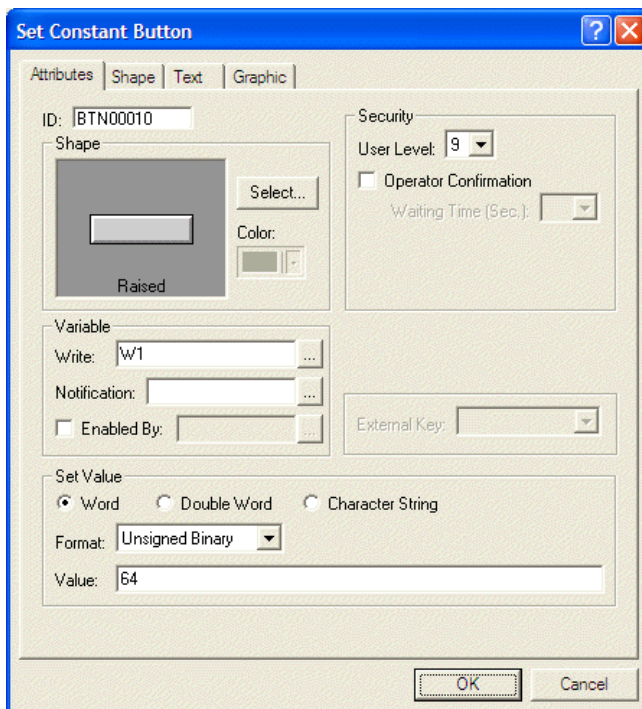 Set Constant Button
Attributes Shape Text Graphic
ID: BTN00010
Shape
Select...
Color:
Raised
Security
User Level: 9
Operator Confirmation
Waiting Time (Sec.):
Variable
Write: W1 ...
Notification: ...
Enabled By: ...
External Key:
Set Value
Word Double Word Character String
Format: Unsigned Binary
Value: 64
OK Cancel